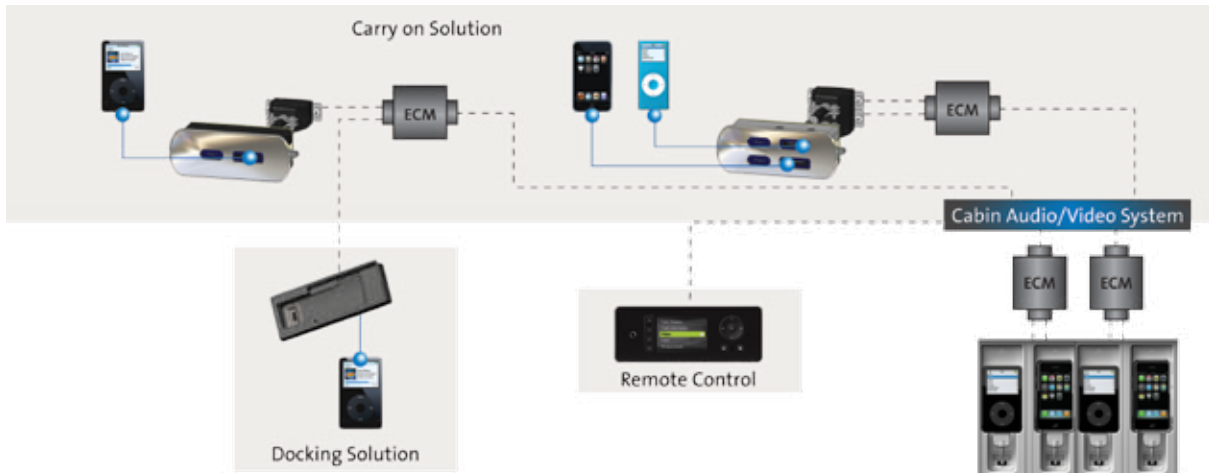 Carry on Solution
ECM
ECM
Cabin Audio/Video System
ECM
ECM
Remote Control
Docking Solution